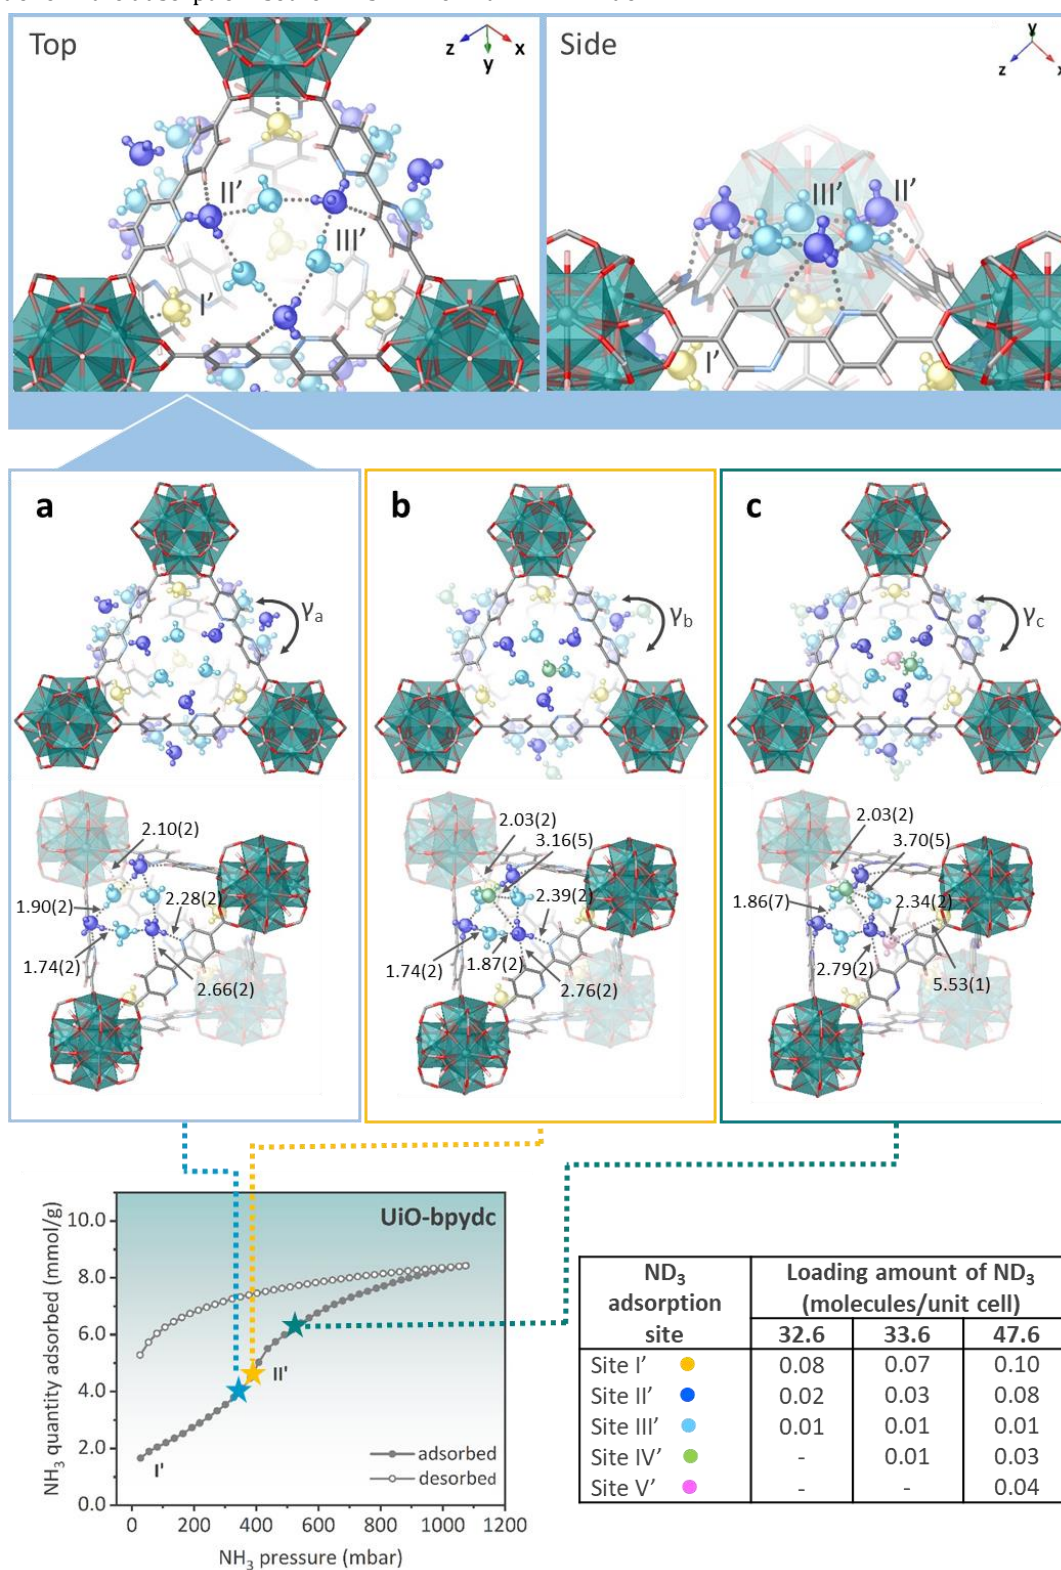 Top
z
x
y
Side
y
z
x
II'
III'
I'
III'
II'
I'
a
b
c
γa
γb
γc
2.10(2)
1.90(2)
2.28(2)
1.74(2)
2.66(2)
2.03(2)
3.16(5)
2.39(2)
1.74(2)
1.87(2)
2.76(2)
2.03(2)
3.70(5)
1.86(7)
2.34(2)
2.79(2)
5.53(1)
NH3 quantity adsorbed (mmol/g)
10.0
8.0
6.0
4.0
2.0
0.0
UiO-bpydc
II'
I'
adsorbed
desorbed
0 200 400 600 800 1000 1200
NH3 pressure (mbar)
ND3 adsorption site
Loading amount of ND3 (molecules/unit cell)
32.6 33.6 47.6
Site I' 0.08 0.07 0.10
Site II' 0.02 0.03 0.08
Site III' 0.01 0.01 0.01
Site IV' - 0.01 0.03
Site V' - - 0.04